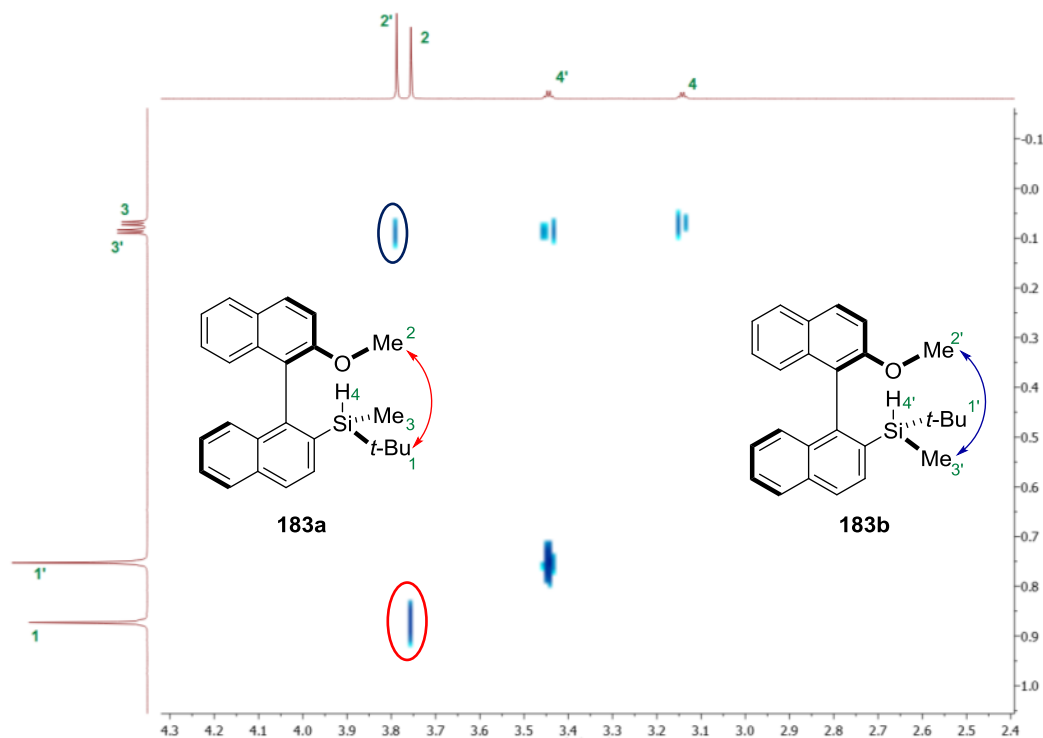 2'
2
4'
4
3
3'
1'
1
-0.1
0.0
0.1
0.2
0.3
0.4
0.5
0.6
0.7
0.8
0.9
1.0
Me 2
O
H 4
Si Me 3
t-Bu
1
183a
Me 2'
O
H 4' 1'
Si t-Bu
Me
3'
183b
4.3 4.2 4.1 4.0 3.9 3.8 3.7 3.6 3.5 3.4 3.3 3.2 3.1 3.0 2.9 2.8 2.7 2.6 2.5 2.4